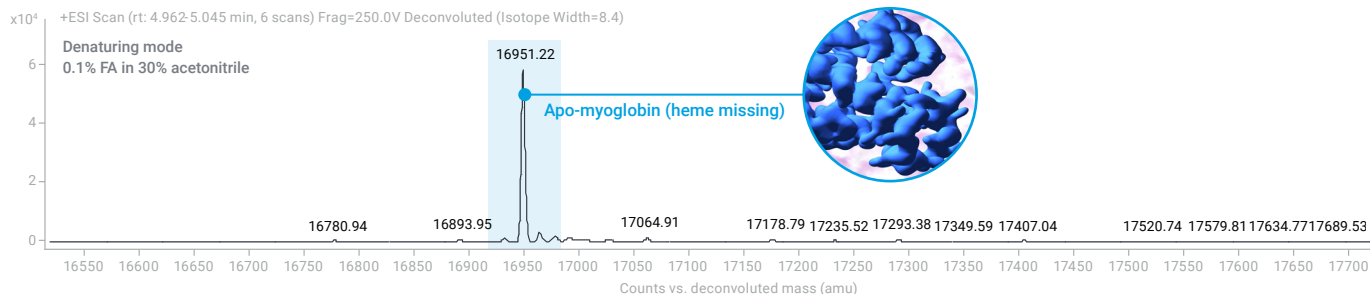 x10⁴ +ESI Scan (rt: 4.962-5.045 min, 6 scans) Frag=250.0V Deconvoluted (Isotope Width=8.4)
Denaturing mode
0.1% FA in 30% acetonitrile
16951.22
6
Apo-myoglobin (heme missing)
4
2
16780.94 16893.95 17064.91 17178.79 17235.52 17293.38 17349.59 17407.04 17520.74 17579.81 17634.77 17689.53
0
16550 16600 16650 16700 16750 16800 16850 16900 16950 17000 17050 17100 17150 17200 17250 17300 17350 17400 17450 17500 17550 17600 17650 17700
Counts vs. deconvoluted mass (amu)